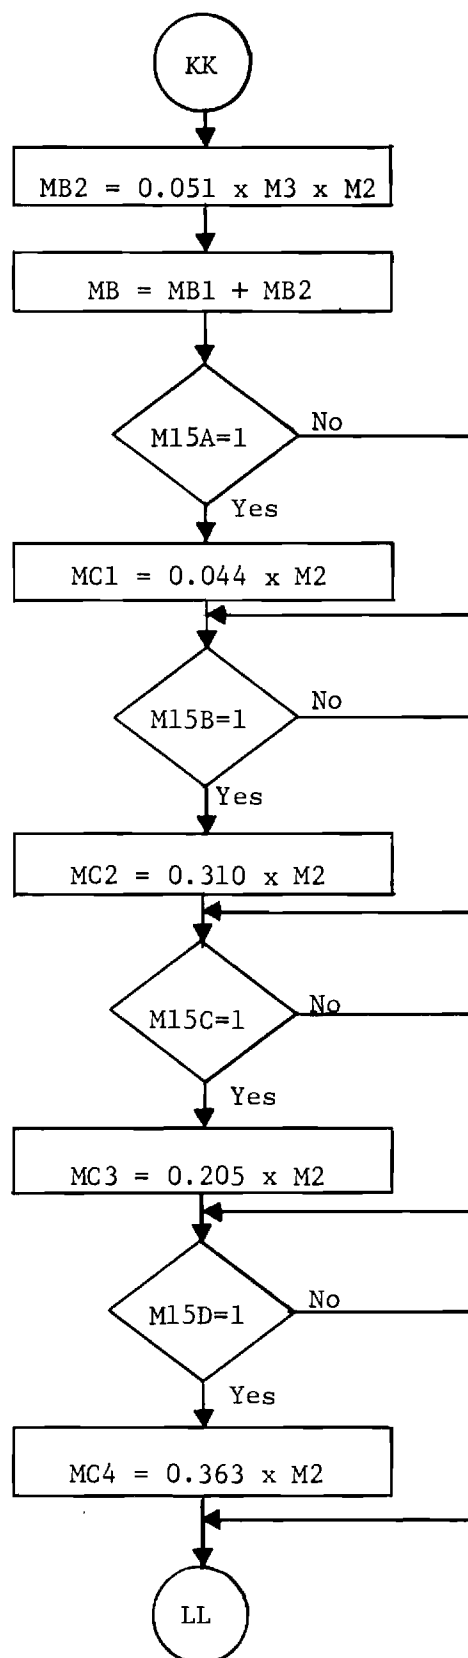 KK
MB2 = 0.051 x M3 x M2
MB = MB1 + MB2
M15A=1
No
Yes
MC1 = 0.044 x M2
M15B=1
No
Yes
MC2 = 0.310 x M2
M15C=1
No
Yes
MC3 = 0.205 x M2
M15D=1
No
Yes
MC4 = 0.363 x M2
LL